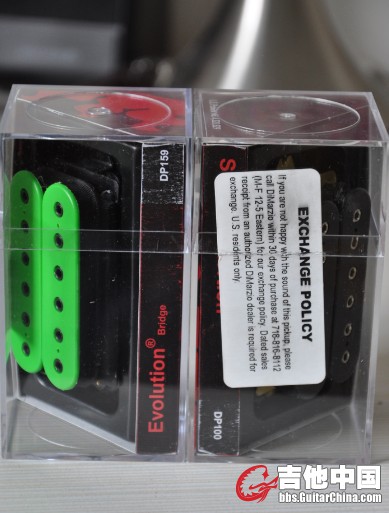 DP159
Evolution®
Bridge
EXCHANGE POLICY
If you are not happy with the sound of this pickup, please
call DiMarzio within 30 days of purchase at 718-816-8112
(M-F 12-5 Eastern) for our exchange policy. Dated sales
receipt from an authorized DiMarzio dealer is required for
exchange. U.S. residents only.
DP100
吉他中国
bbs.GuitarChina.com